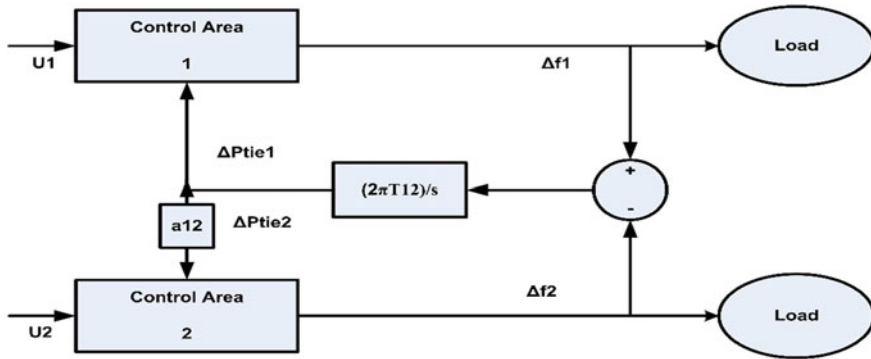 Control Area
1
Load
U1
Δf1
ΔPtie1
+
(2πT12)/s
-
a12
ΔPtie2
Control Area
2
Δf2
Load
U2